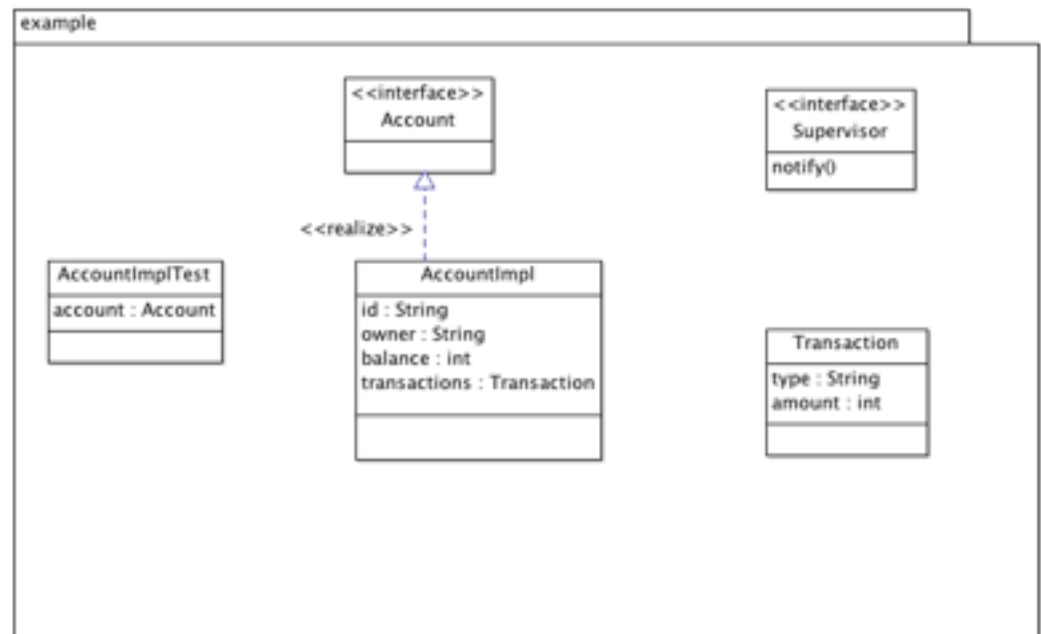 example
<<interface>>
Account
<<interface>>
Supervisor
notify()
<<realize>>
AccountImplTest
account : Account
AccountImpl
id : String
owner : String
balance : int
transactions : Transaction
Transaction
type : String
amount : int